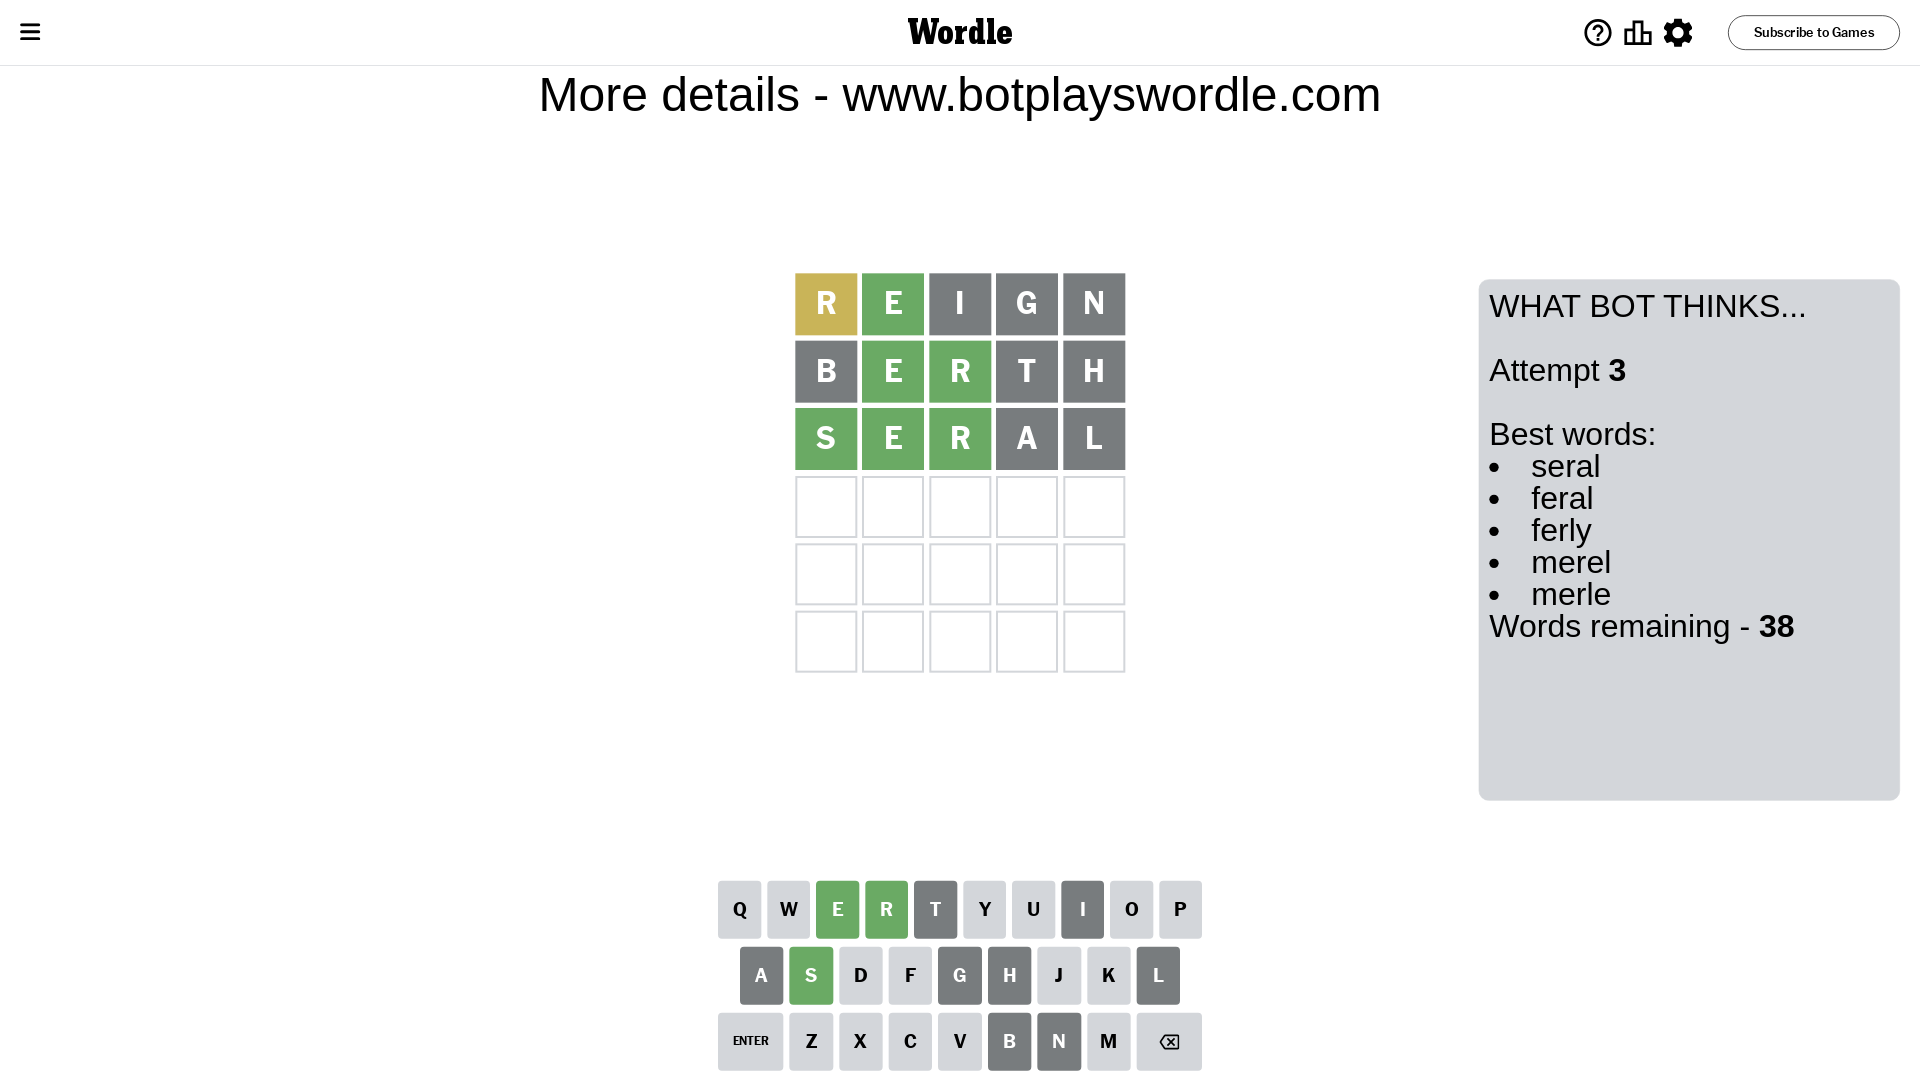 Wordle
Subscribe to Games
More details - www.botplayswordle.com
R E I G N
B E R T H
S E R A L
WHAT BOT THINKS...
Attempt 3
Best words:
• seral
• feral
• ferly
• merel
• merle
Words remaining - 38
Q W E R T Y U I O P
A S D F G H J K L
ENTER Z X C V B N M